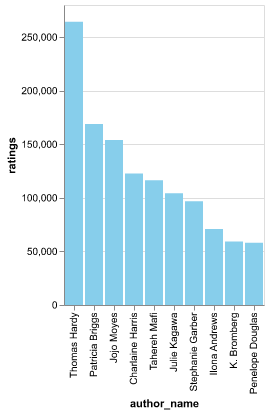 ratings
250,000
200,000
150,000
100,000
50,000
0
Thomas Hardy
Patricia Briggs
Jojo Moyes
Charlaine Harris
Tahereh Mafi
Julie Kagawa
Stephanie Garber
Ilona Andrews
K. Bromberg
Penelope Douglas
author_name